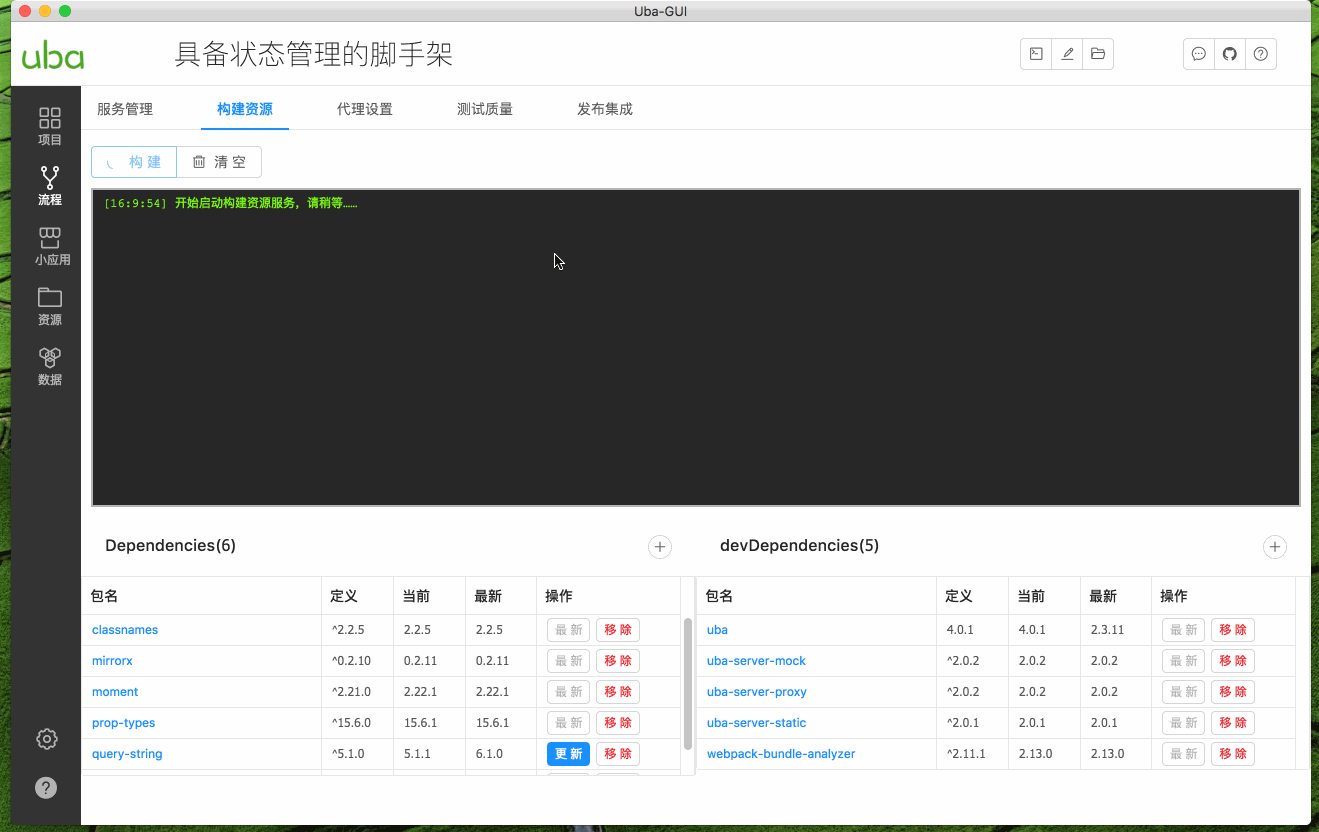 Uba-GUI
uba
具备状态管理的脚手架
项目
流程
小应用
资源
数据
服务管理 构建资源 代理设置 测试质量 发布集成
构 建 清 空
[16:9:54] 开始启动构建资源服务，请稍等……
Dependencies(6)
包名 定义 当前 最新 操作
classnames ^2.2.5 2.2.5 2.2.5 最 新 移 除
mirrorx ^0.2.10 0.2.11 0.2.11 最 新 移 除
moment ^2.21.0 2.22.1 2.22.1 最 新 移 除
prop-types ^15.6.0 15.6.1 15.6.1 最 新 移 除
query-string ^5.1.0 5.1.1 6.1.0 更 新 移 除
devDependencies(5)
包名 定义 当前 最新 操作
uba 4.0.1 4.0.1 2.3.11 最 新 移 除
uba-server-mock ^2.0.2 2.0.2 2.0.2 最 新 移 除
uba-server-proxy ^2.0.2 2.0.2 2.0.2 最 新 移 除
uba-server-static ^2.0.1 2.0.1 2.0.1 最 新 移 除
webpack-bundle-analyzer ^2.11.1 2.13.0 2.13.0 最 新 移 除